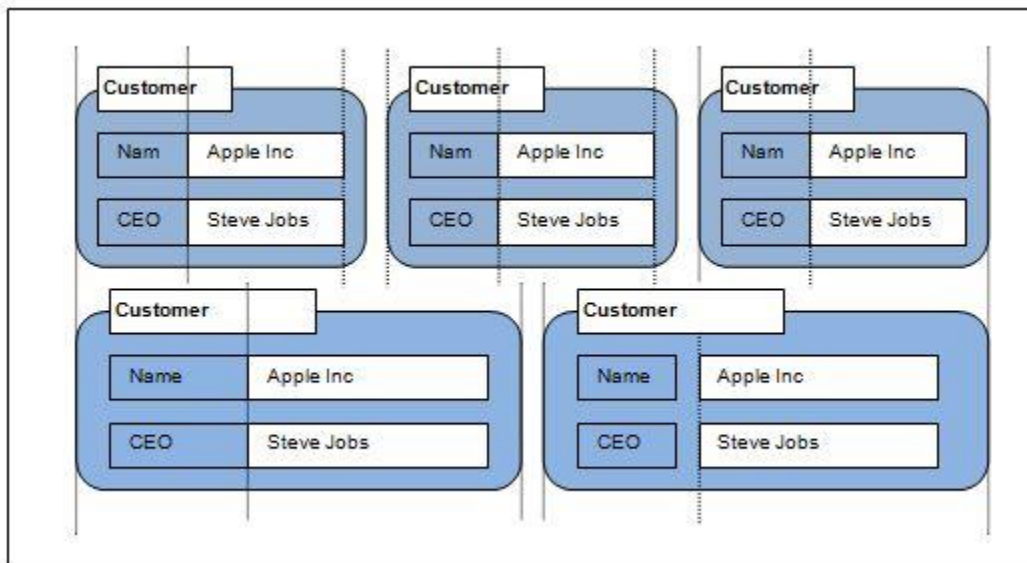 Customer Customer Customer
Nam Apple Inc Nam Apple Inc Nam Apple Inc
CEO Steve Jobs CEO Steve Jobs CEO Steve Jobs
Customer Customer
Name Apple Inc Name Apple Inc
CEO Steve Jobs CEO Steve Jobs